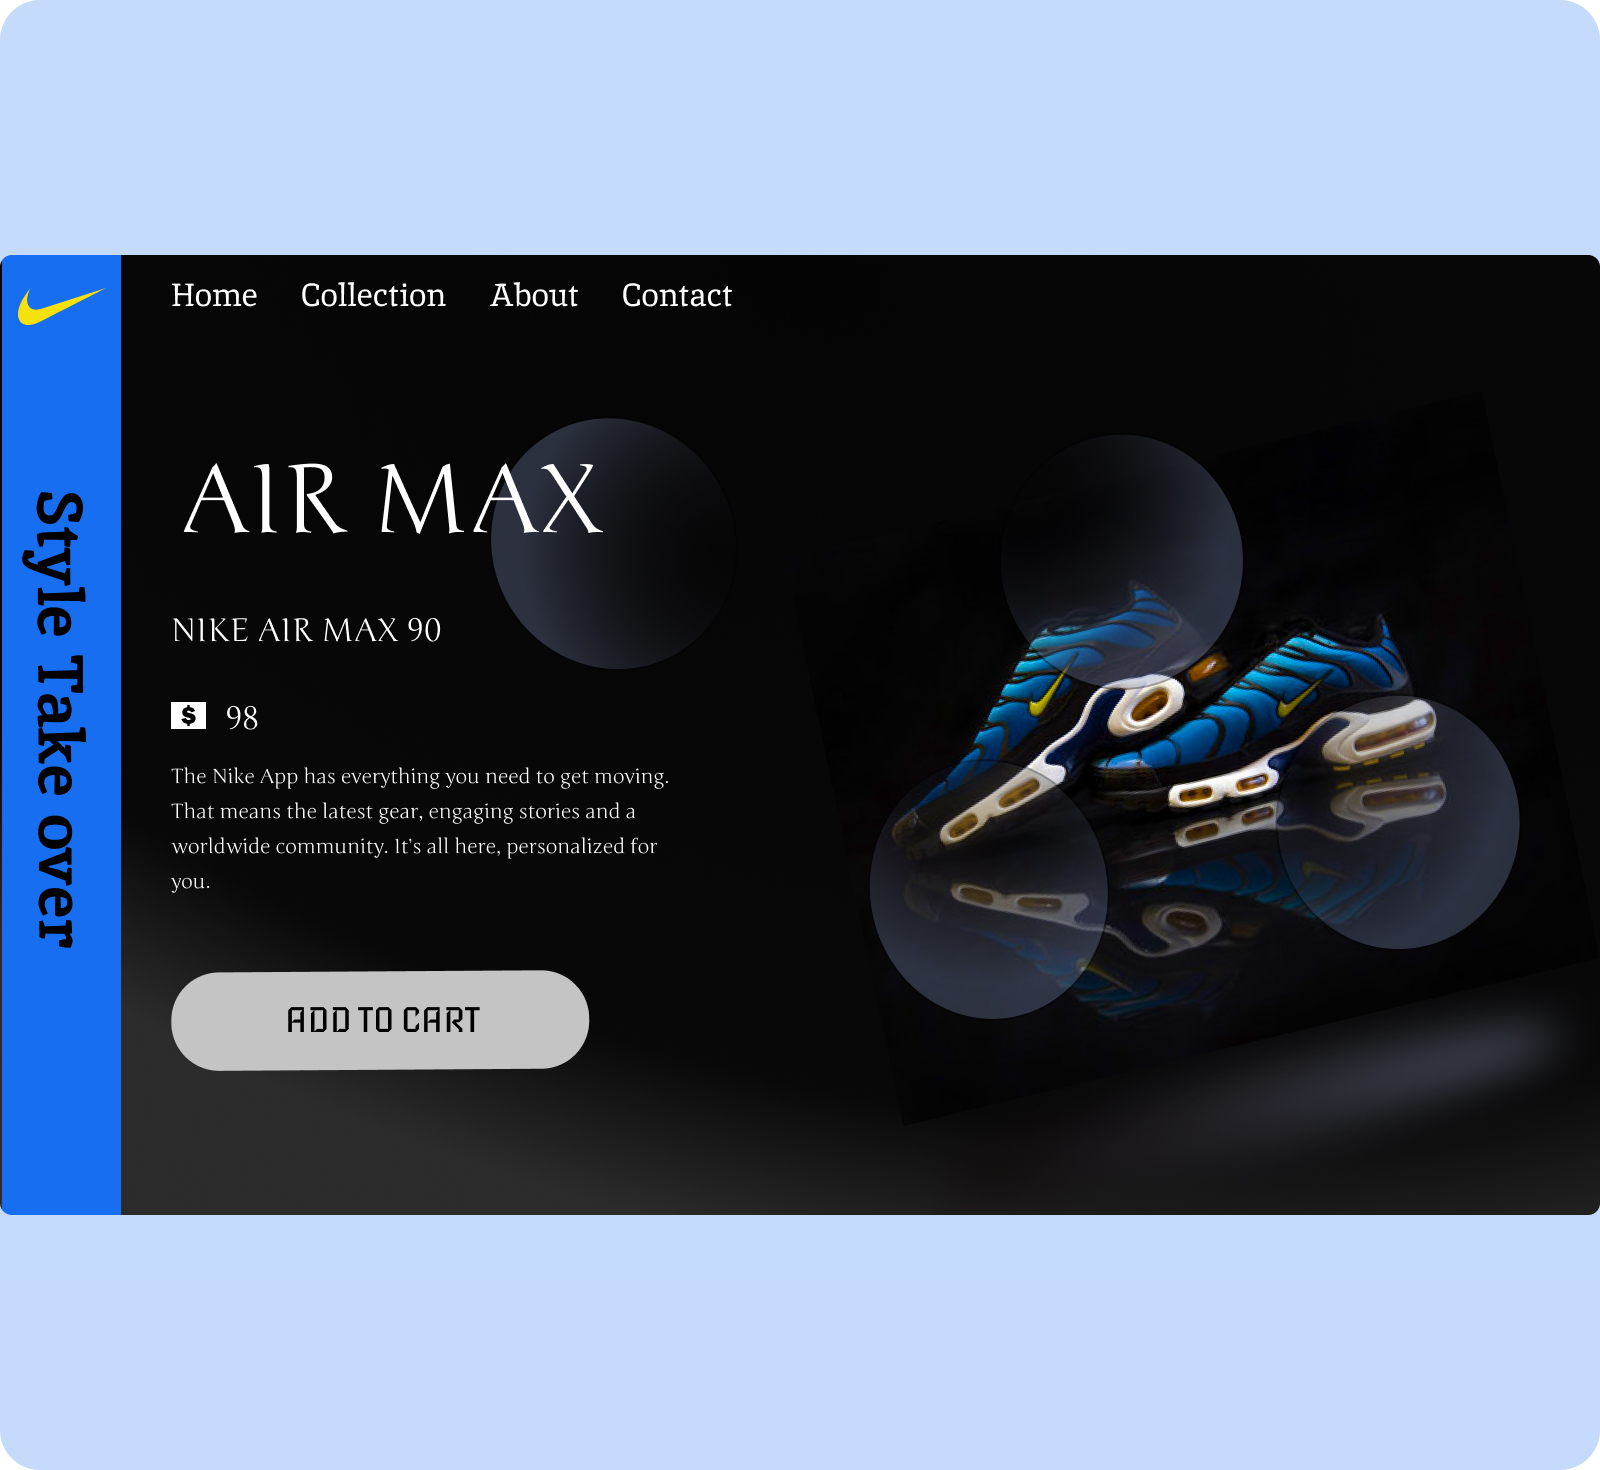 Home Collection About Contact
Style Take over
AIR MAX
NIKE AIR MAX 90
$ 98
The Nike App has everything you need to get moving.
That means the latest gear, engaging stories and a
worldwide community. It’s all here, personalized for
you.
ADD TO CART